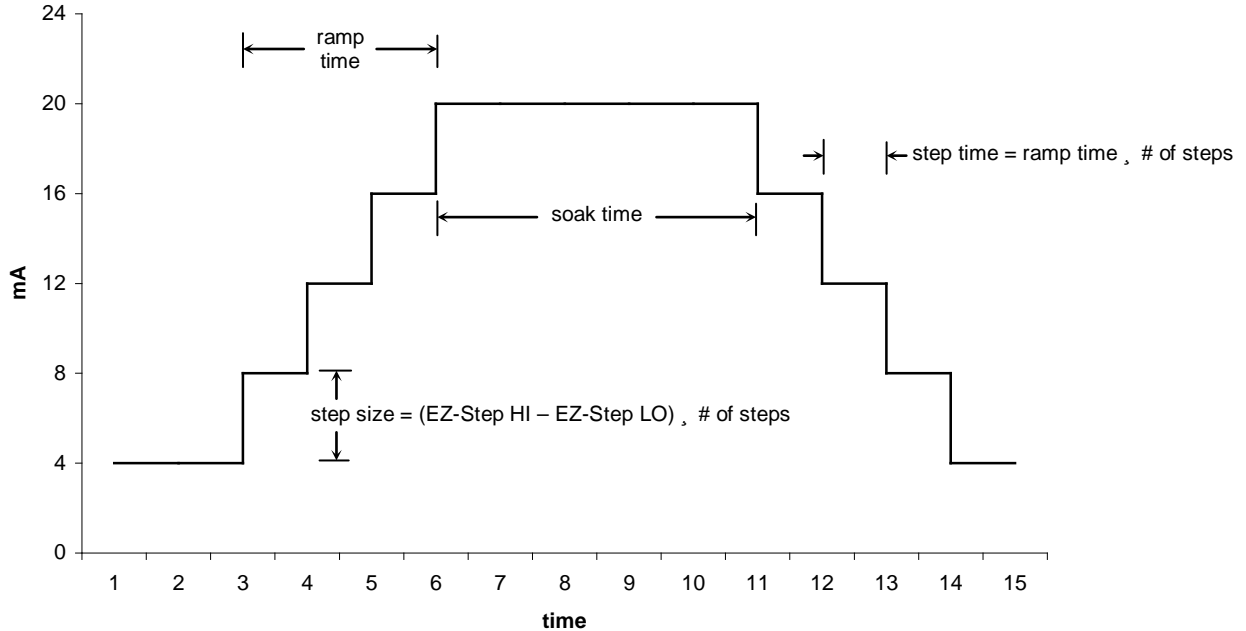 24
ramp
time
20
step time = ramp time ¸ # of steps
16
soak time
mA
12
8
step size = (EZ-Step HI – EZ-Step LO) ¸ # of steps
4
0
1 2 3 4 5 6 7 8 9 10 11 12 13 14 15
time